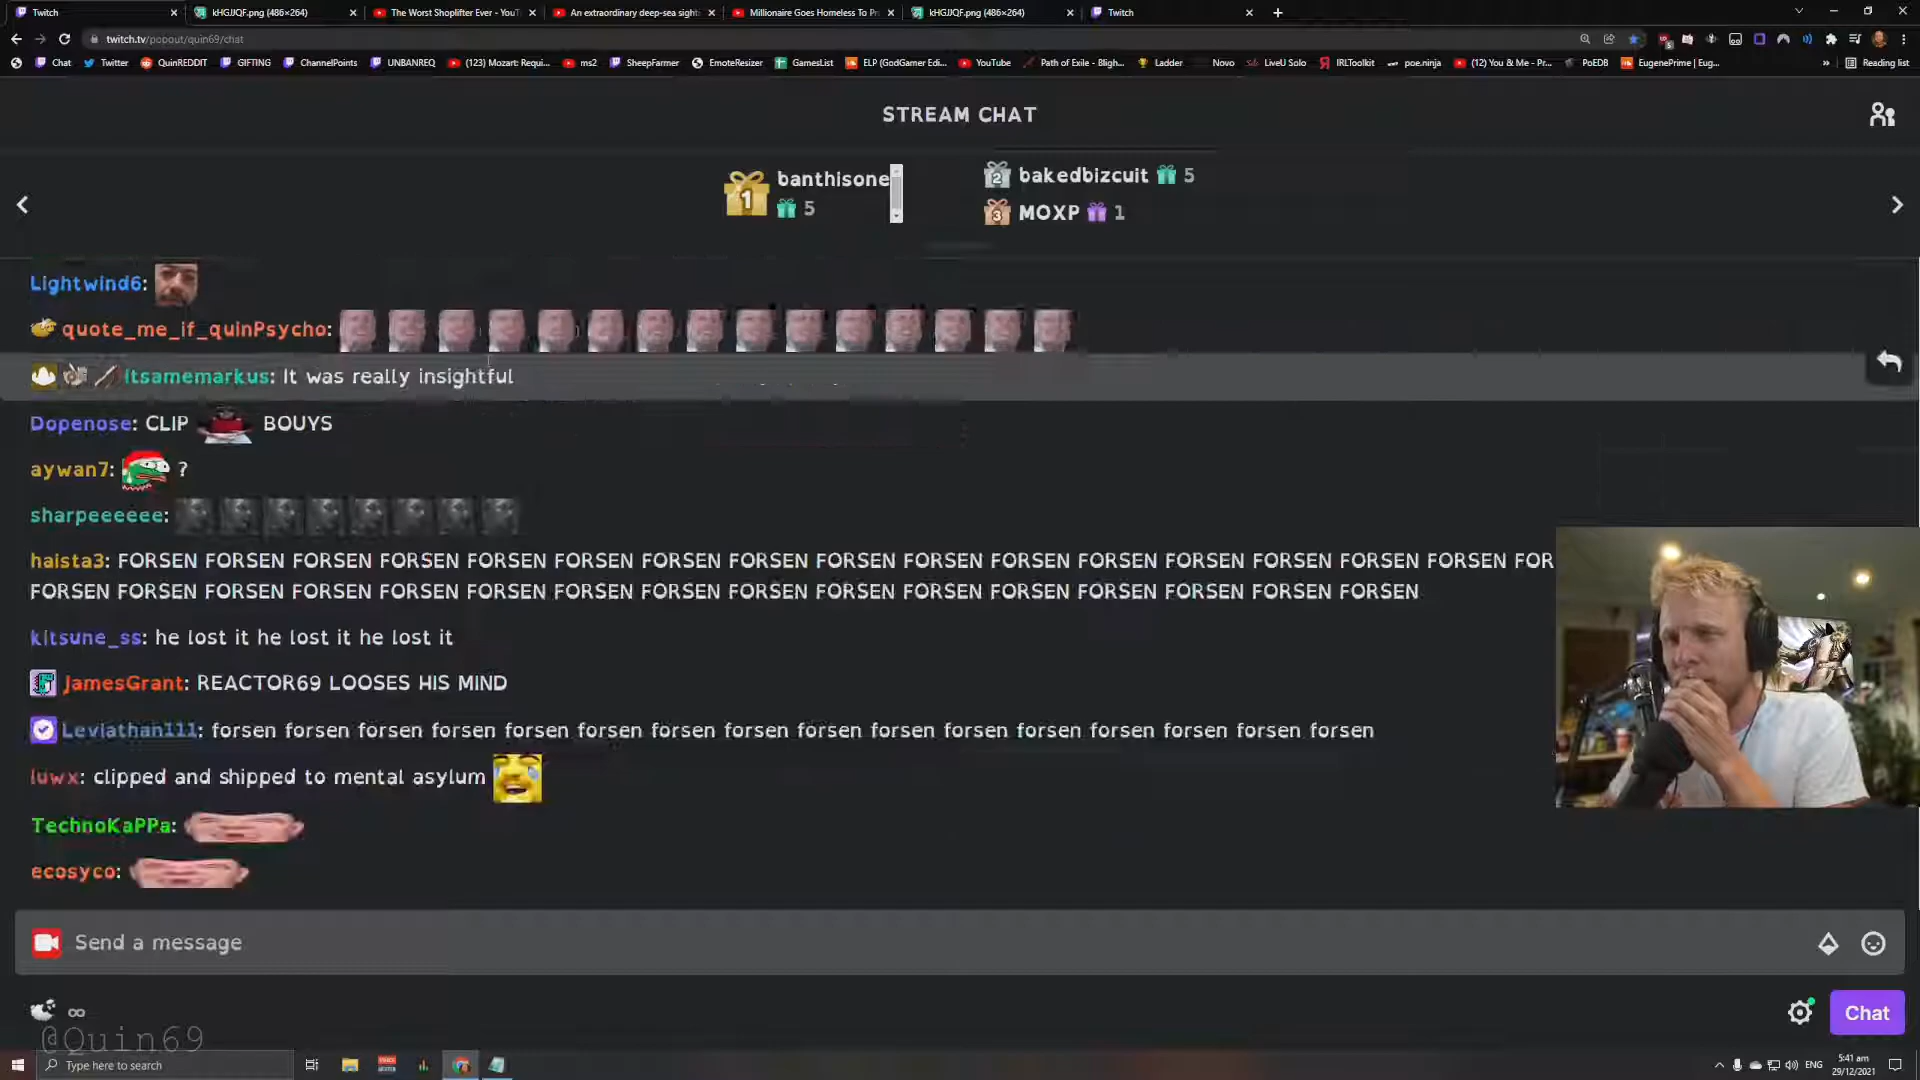 Twitch
kHGJJQF.png (486×264)
The Worst Shoplifter Ever - YouT
An extraordinary deep-sea sight
Millionaire Goes Homeless To Pr
kHGJJQF.png (486×264)
Twitch
twitch.tv/popout/quin69/chat
Chat
Twitter
QuinREDDIT
GIFTING
ChannelPoints
UNBANREQ
(123) Mozart: Requi...
ms2
SheepFarmer
EmoteResizer
GamesList
ELP (GodGamer Edi...
YouTube
Path of Exile - Bligh...
Ladder
Novo
LiveU Solo
IRLToolkit
poe.ninja
(12) You & Me - Pr...
PoEDB
EugenePrime | Eug...
Reading list
STREAM CHAT
1 banthisone
5
2 bakedbizcuit 5
3 MOXP 1
Lightwind6:
quote_me_if_quinPsycho:
itsamemarkus: It was really insightful
Dopenose: CLIP BOUYS
aywan7: ?
sharpeeeeee:
haista3: FORSEN FORSEN FORSEN FORSEN FORSEN FORSEN FORSEN FORSEN FORSEN FORSEN FORSEN FORSEN FORSEN FORSEN FORSEN FORSEN FOR
FORSEN FORSEN FORSEN FORSEN FORSEN FORSEN FORSEN FORSEN FORSEN FORSEN FORSEN FORSEN FORSEN FORSEN FORSEN FORSEN
kitsune_ss: he lost it he lost it he lost it
JamesGrant: REACTOR69 LOOSES HIS MIND
Leviathan111: forsen forsen forsen forsen forsen forsen forsen forsen forsen forsen forsen forsen forsen forsen forsen forsen
luwx: clipped and shipped to mental asylum
TechnoKaPPa:
ecosyco:
Send a message
∞
Chat
@Quin69
Type here to search
ENG
5:41 am
29/12/2021